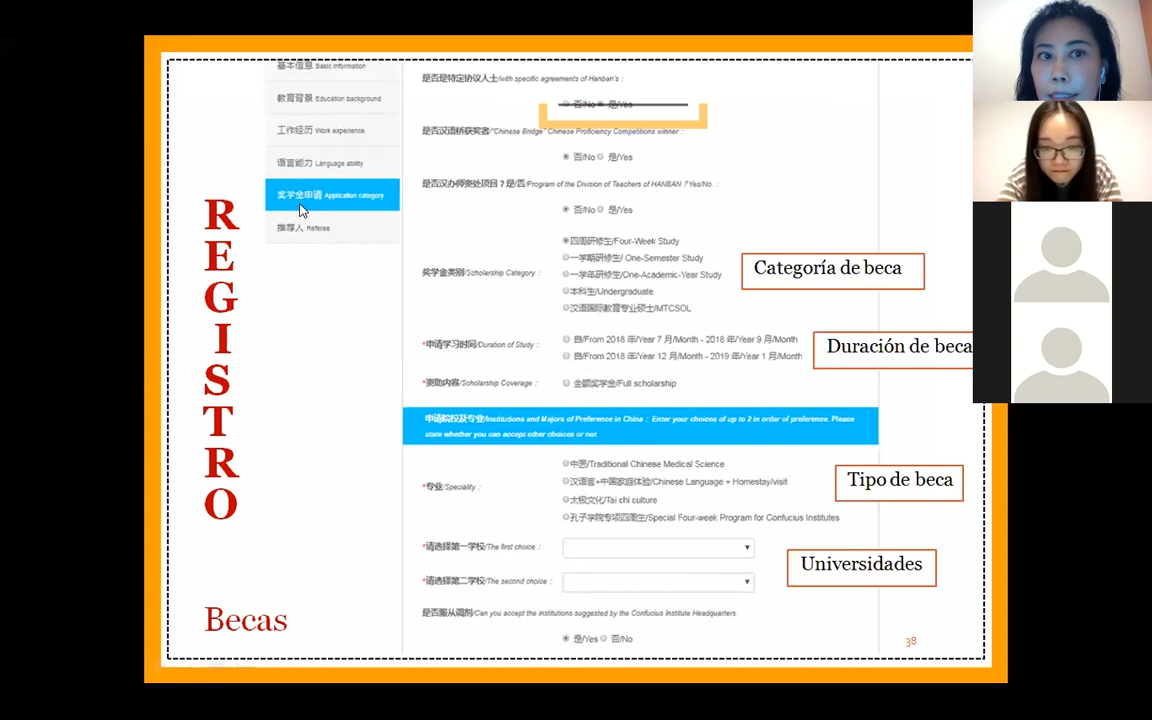 基本信息 Basic information
教育背景 Education background
工作经历 Work experience
语言能力 Language ability
奖学金申请 Application category
推荐人 Referee
REGISTRO
Becas
是否是特定协议人士/with specific agreements of Hanban's :
否/No 是/Yes
是否汉语桥获奖者/"Chinese Bridge" Chinese Proficiency Competitions winner :
否/No 是/Yes
是否汉办师资处项目？是/否/Program of the Division of Teachers of HANBAN ? Yes/No :
否/No 是/Yes
奖学金类别/Scholarship Category :
四周研修生/Four-Week Study
一学期研修生/ One-Semester Study
一学年研修生/One-Academic-Year Study
本科生/Undergraduate
汉语国际教育专业硕士/MTCSOL
Categoría de beca
*申请学习时间/Duration of Study :
自/From 2018 年/Year 7 月/Month - 2018 年/Year 9 月/Month
自/From 2018 年/Year 12 月/Month - 2019 年/Year 1 月/Month
Duración de beca
*资助内容/Scholarship Coverage :
全额奖学金/Full scholarship
申请院校及专业/Institutions and Majors of Preference in China : Enter your choices of up to 2 in order of preference. Please
state whether you can accept other choices or not
*专业/Speciality :
中医/Traditional Chinese Medical Science
汉语言+中国家庭体验/Chinese Language + Homestay/visit
太极文化/Tai chi culture
孔子学院专项四周生/Special Four-week Program for Confucius Institutes
Tipo de beca
*请选择第一学校/The first choice :
*请选择第二学校/The second choice :
Universidades
是否服从调剂/Can you accept the institutions suggested by the Confucius Institute Headquarters.
是/Yes 否/No
38